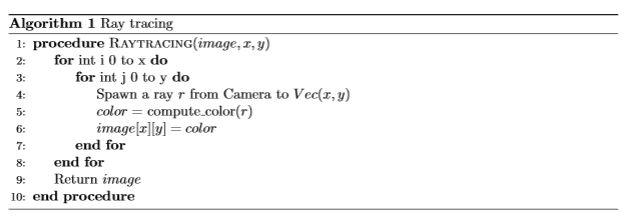 Algorithm 1 Ray tracing
1: procedure RAYTRACING(image, x, y)
2: for int i 0 to x do
3: for int j 0 to y do
4: Spawn a ray r from Camera to Vec(x, y)
5: color = compute_color(r)
6: image[x][y] = color
7: end for
8: end for
9: Return image
10: end procedure